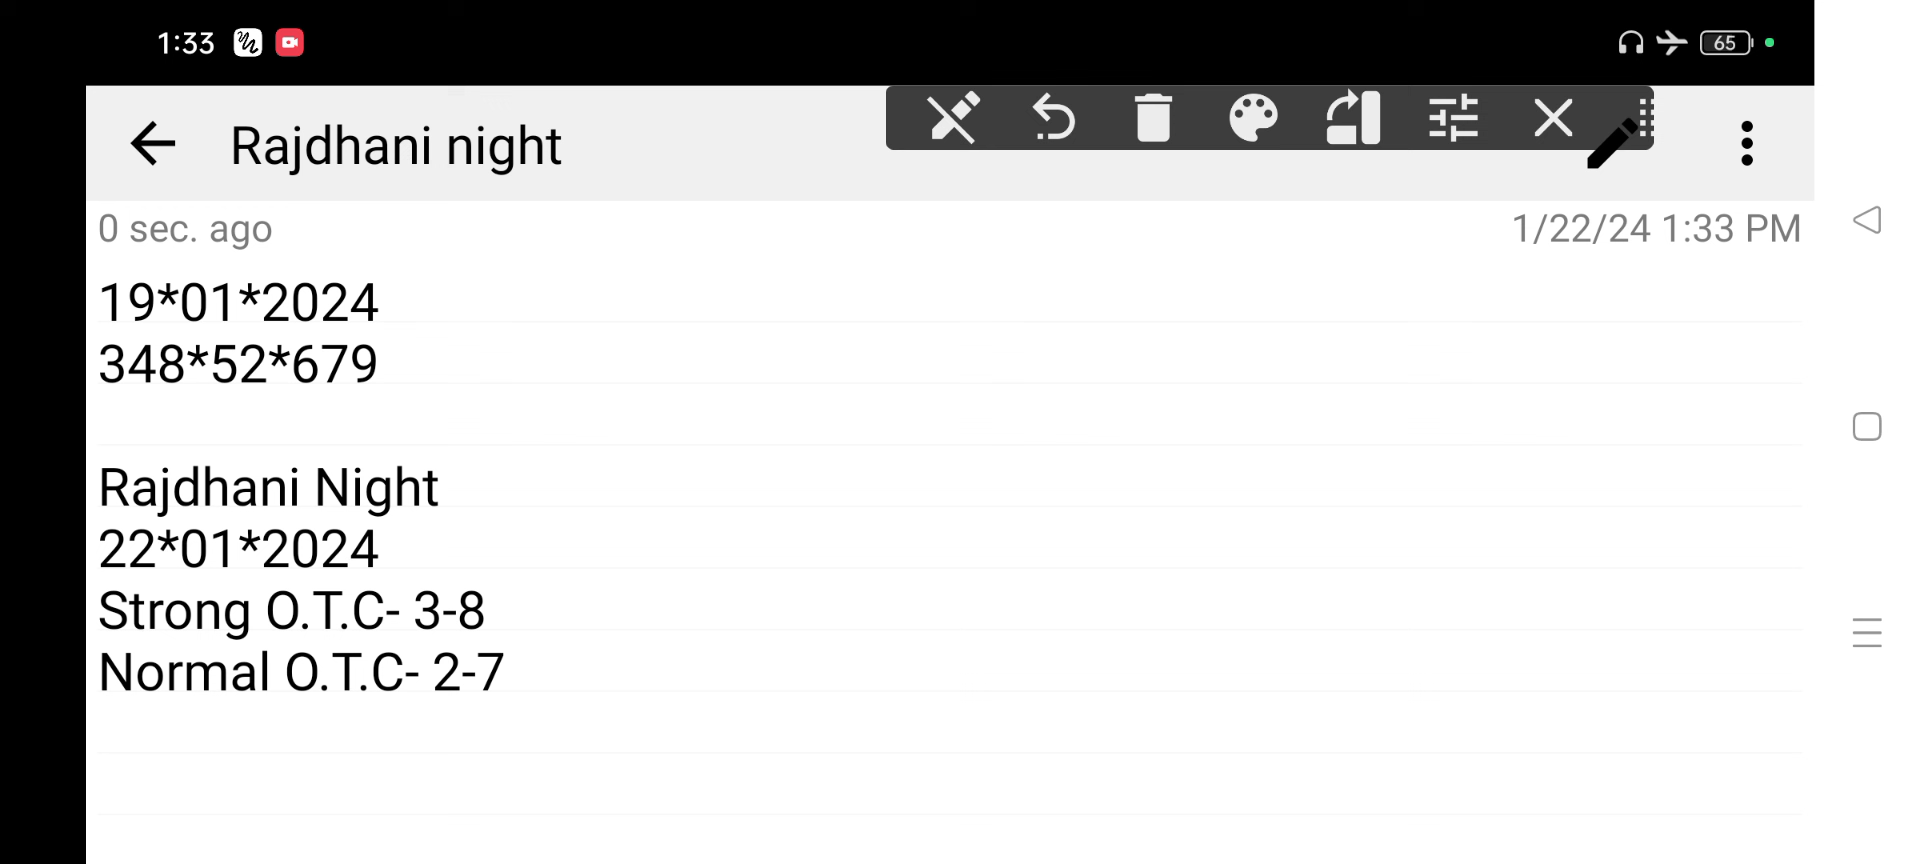 1:33
65
Rajdhani night
0 sec. ago
1/22/24 1:33 PM
19*01*2024
348*52*679
Rajdhani Night
22*01*2024
Strong O.T.C- 3-8
Normal O.T.C- 2-7